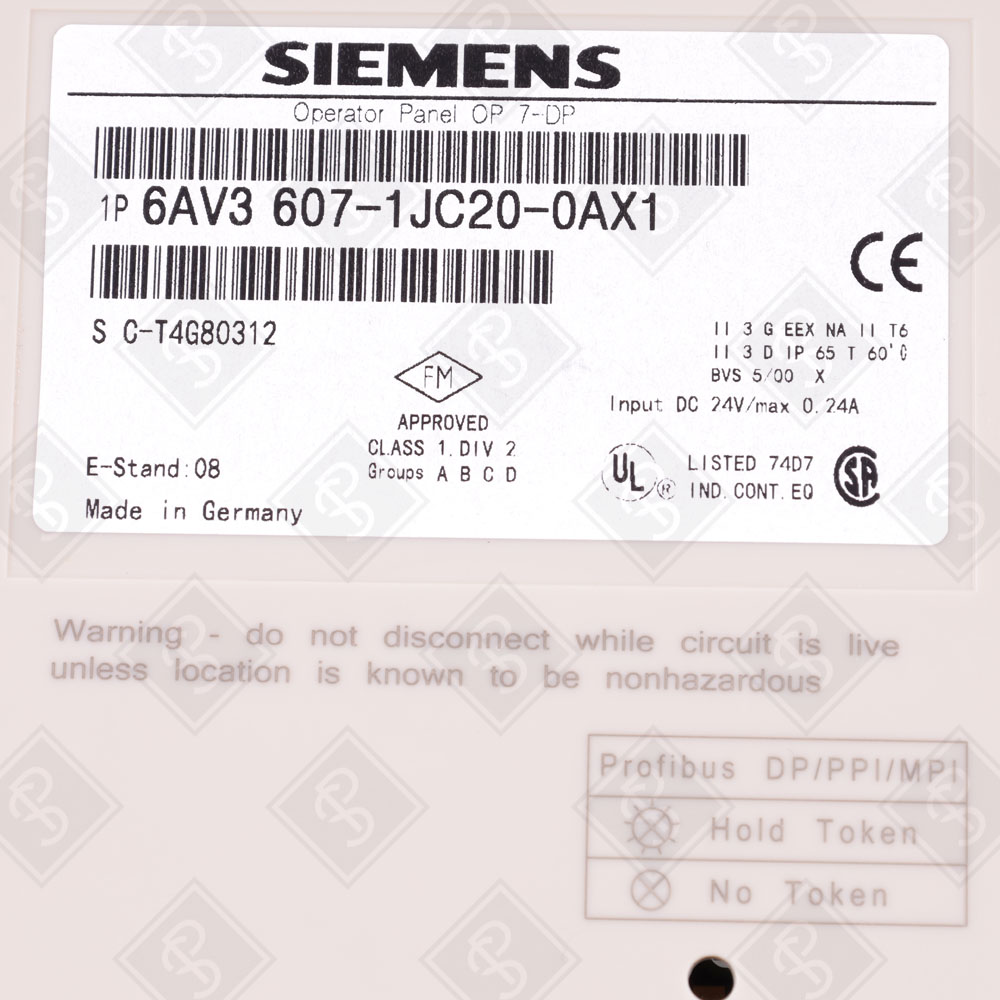 SIEMENS
Operator Panel OP 7-DP
1P 6AV3 607-1JC20-0AX1
CE
S C-T4G80312
II 3 G EEX NA II T6
II 3 D IP 65 T 60°C
BVS 5/00 X
Input DC 24V/max 0.24A
FM
APPROVED
CLASS 1. DIV 2
Groups A B C D
UL ®
LISTED 74D7
IND. CONT. EQ
SA
E-Stand:08
Made in Germany
Warning - do not disconnect while circuit is live
unless location is known to be nonhazardous
Profibus DP/PPI/MPI
Hold Token
No Token